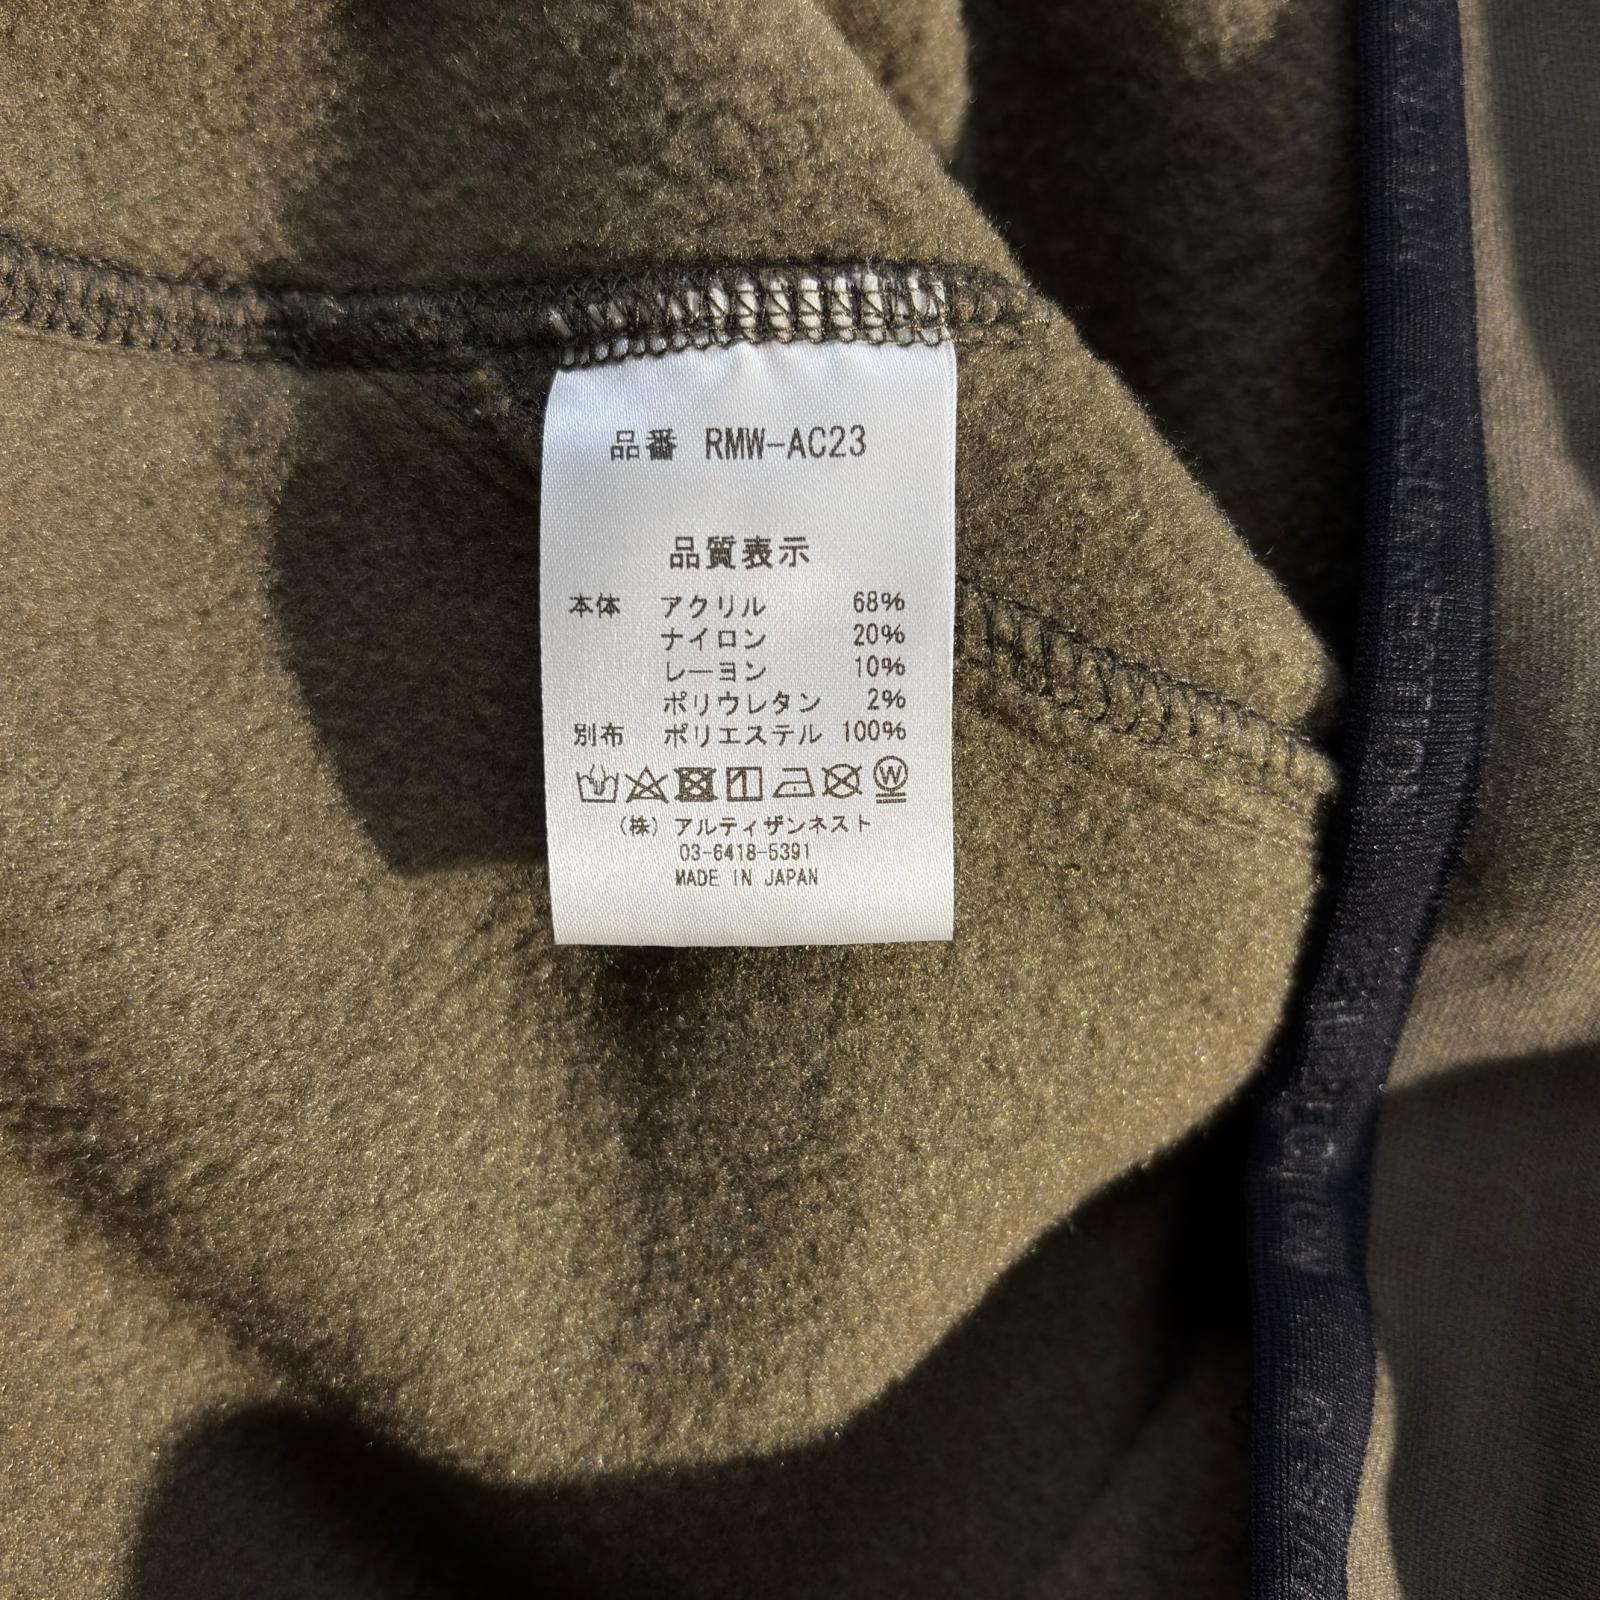 品番 RMW-AC23
品質表示
本体 アクリル 68%
ナイロン 20%
レーヨン 10%
ポリウレタン 2%
別布 ポリエステル 100%
W
(株) アルティザンネスト
03-6418-5391
MADE IN JAPAN